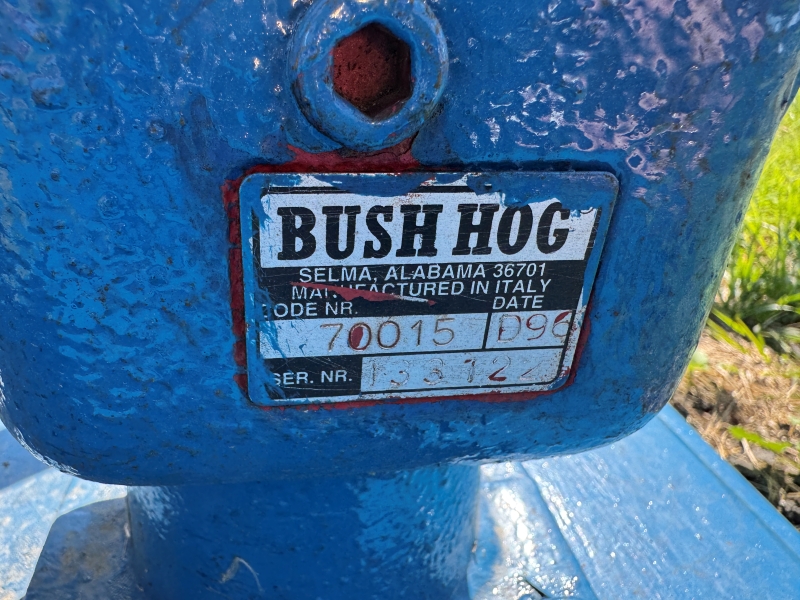 BUSH HOG
SELMA, ALABAMA 36701
MANUFACTURED IN ITALY
CODE NR. DATE
70015 D96
SER. NR.